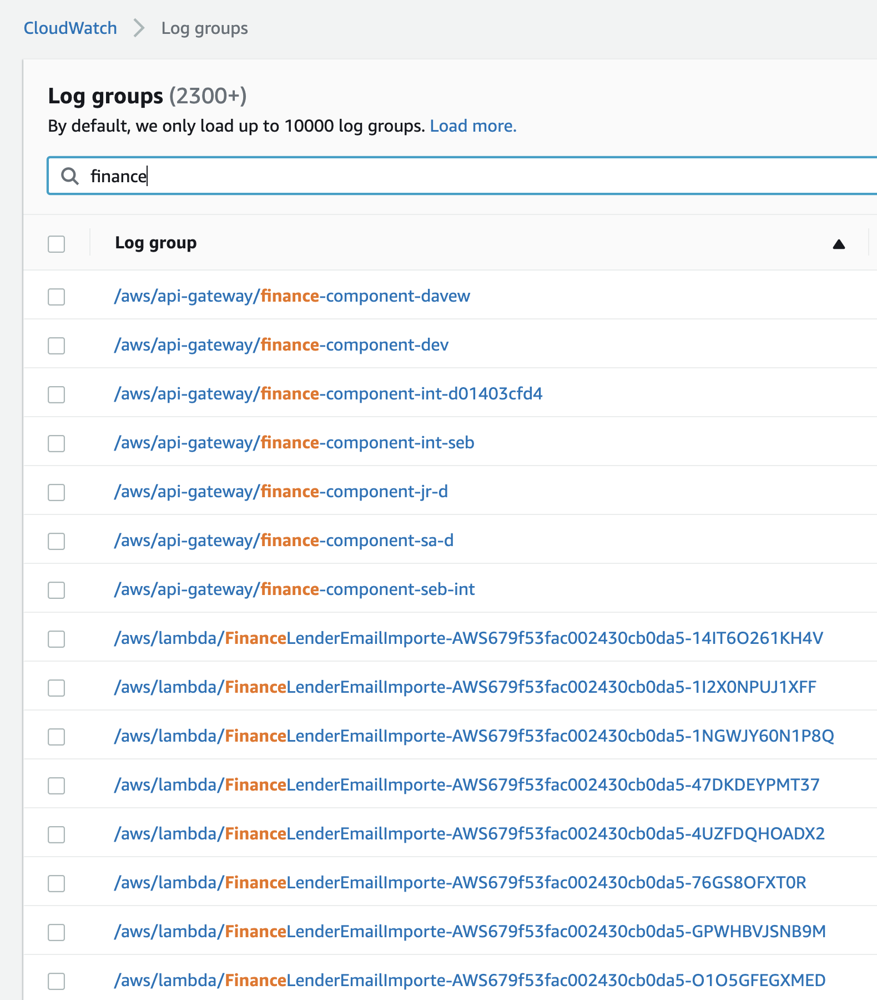 CloudWatch > Log groups
Log groups (2300+)
By default, we only load up to 10000 log groups. Load more.
finance
Log group
/aws/api-gateway/finance-component-davew
/aws/api-gateway/finance-component-dev
/aws/api-gateway/finance-component-int-d01403cfd4
/aws/api-gateway/finance-component-int-seb
/aws/api-gateway/finance-component-jr-d
/aws/api-gateway/finance-component-sa-d
/aws/api-gateway/finance-component-seb-int
/aws/lambda/FinanceLenderEmailImporte-AWS679f53fac002430cb0da5-14IT6O261KH4V
/aws/lambda/FinanceLenderEmailImporte-AWS679f53fac002430cb0da5-1I2X0NPUJ1XFF
/aws/lambda/FinanceLenderEmailImporte-AWS679f53fac002430cb0da5-1NGWJY60N1P8Q
/aws/lambda/FinanceLenderEmailImporte-AWS679f53fac002430cb0da5-47DKDEYPMT37
/aws/lambda/FinanceLenderEmailImporte-AWS679f53fac002430cb0da5-4UZFDQHOADX2
/aws/lambda/FinanceLenderEmailImporte-AWS679f53fac002430cb0da5-76GS8OFXT0R
/aws/lambda/FinanceLenderEmailImporte-AWS679f53fac002430cb0da5-GPWHBVJSNB9M
/aws/lambda/FinanceLenderEmailImporte-AWS679f53fac002430cb0da5-O1O5GFEGXMED